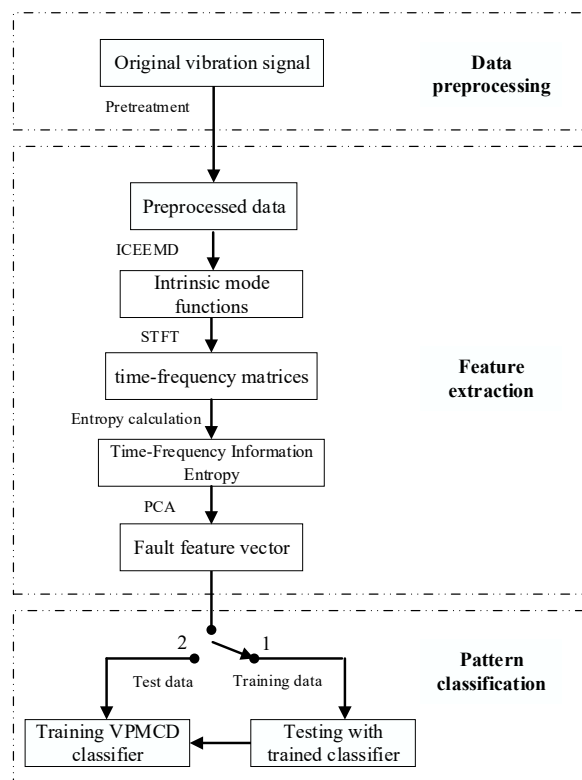 Original vibration signal
Data
preprocessing
Pretreatment
Preprocessed data
ICEEMD
Intrinsic mode
functions
STFT
time-frequency matrices
Feature
extraction
Entropy calculation
Time-Frequency Information
Entropy
PCA
Fault feature vector
2
1
Test data
Training data
Pattern
classification
Training VPMCD
classifier
Testing with
trained classifier